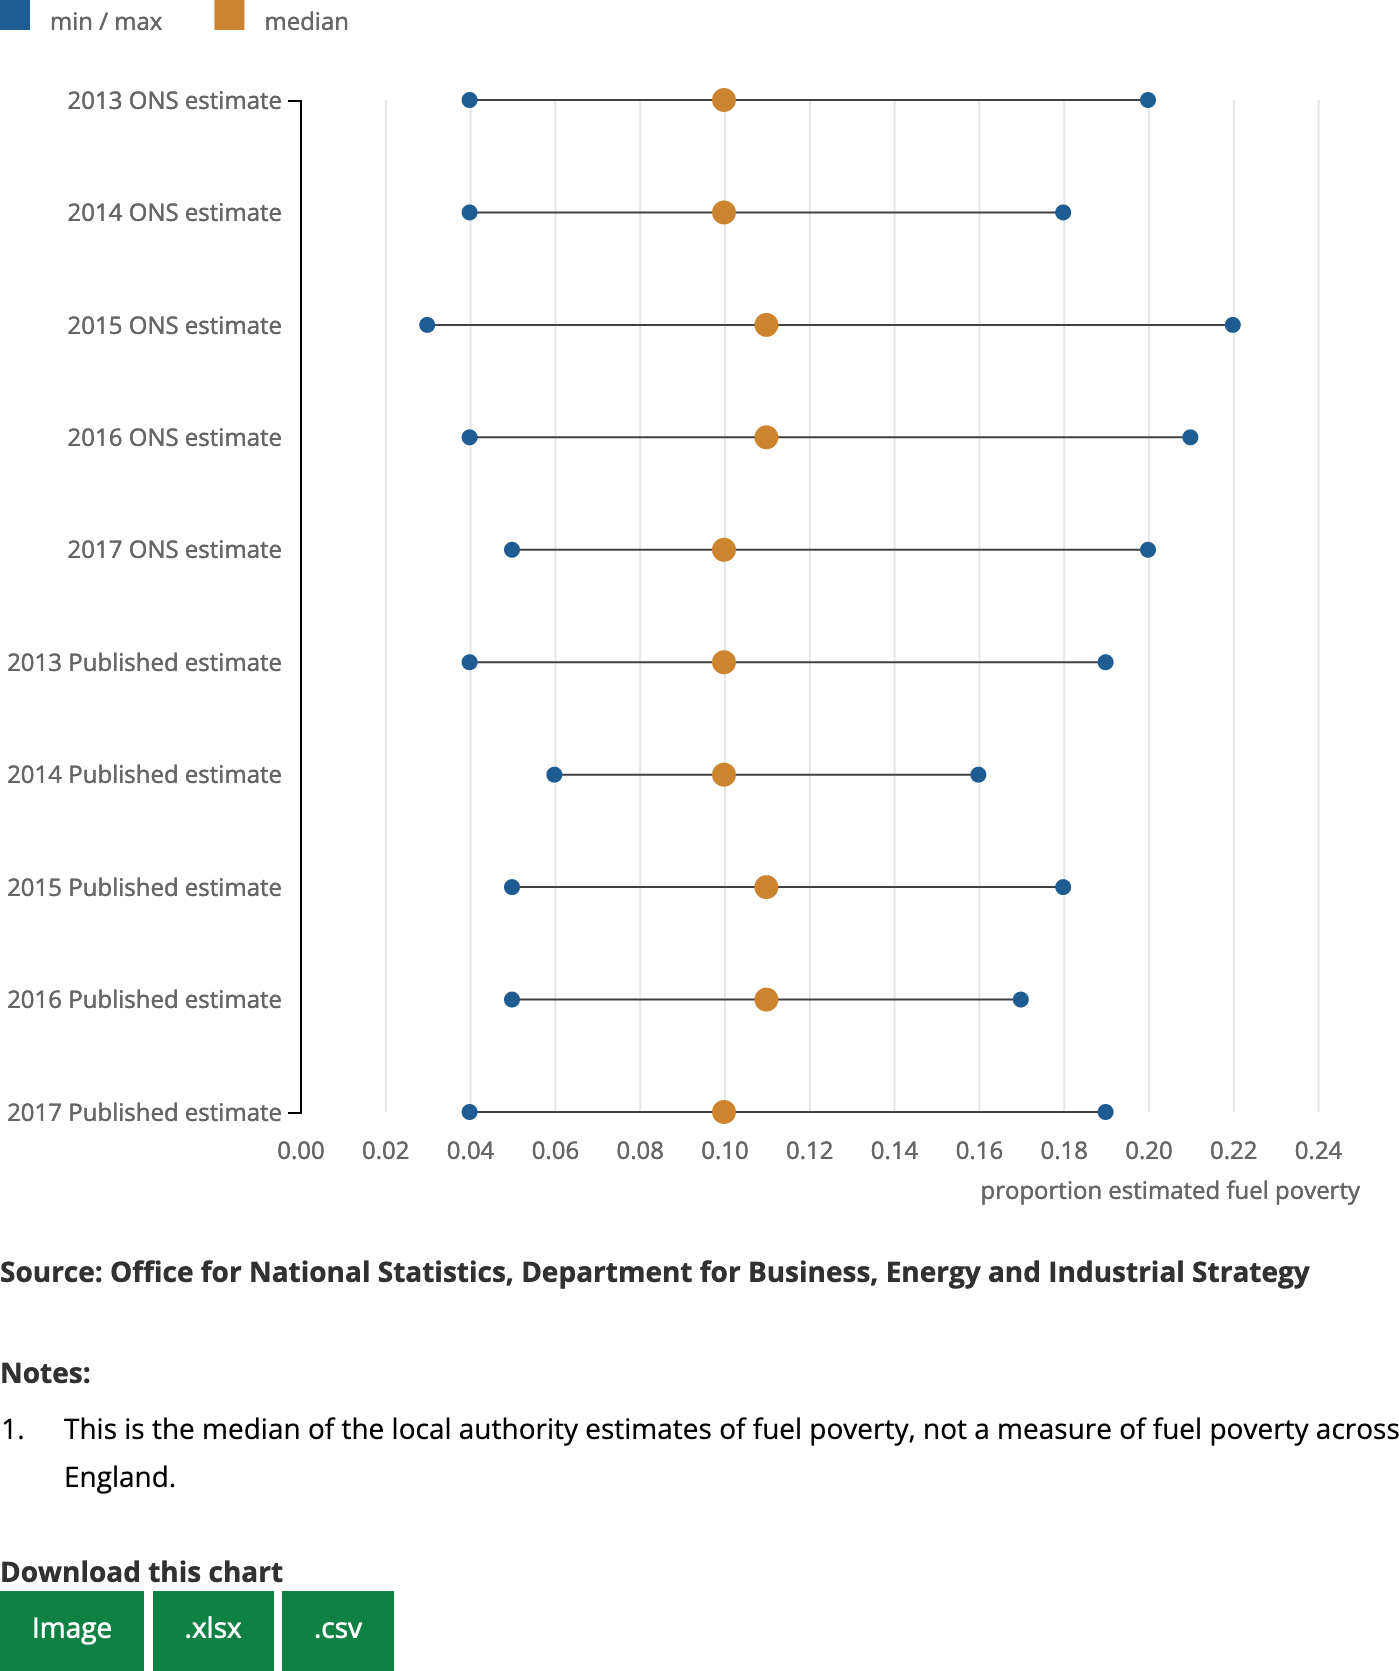 min / max median
2013 ONS estimate
2014 ONS estimate
2015 ONS estimate
2016 ONS estimate
2017 ONS estimate
2013 Published estimate
2014 Published estimate
2015 Published estimate
2016 Published estimate
2017 Published estimate
0.00 0.02 0.04 0.06 0.08 0.10 0.12 0.14 0.16 0.18 0.20 0.22 0.24
proportion estimated fuel poverty
Source: Office for National Statistics, Department for Business, Energy and Industrial Strategy
Notes:
1. This is the median of the local authority estimates of fuel poverty, not a measure of fuel poverty across
England.
Download this chart
Image .xlsx .csv